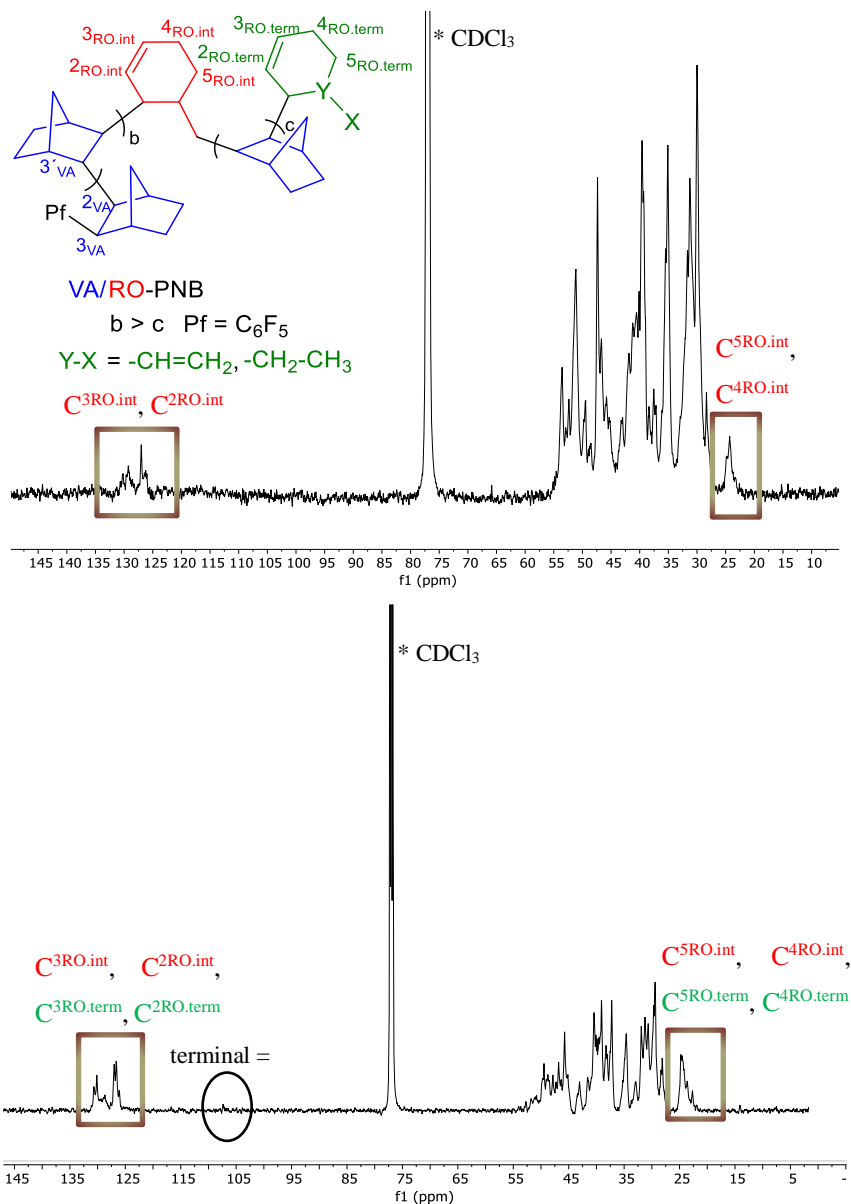 3RO.int 4RO.int 3RO.term 4RO.term
2RO.int 5RO.int 2RO.term 5RO.term
Y
X
b
c
3´VA
2VA
Pf
3VA
VA/RO-PNB
b > c Pf = C6F5
Y-X = -CH=CH2, -CH2-CH3
* CDCl3
C3RO.int, C2RO.int
C5RO.int,
C4RO.int
145 140 135 130 125 120 115 110 105 100 95 90 85 80 75 70 65 60 55 50 45 40 35 30 25 20 15 10
f1 (ppm)
* CDCl3
C3RO.int, C2RO.int,
C3RO.term, C2RO.term
terminal =
C5RO.int, C4RO.int,
C5RO.term, C4RO.term
145 135 125 115 105 95 85 75 65 55 45 35 25 15 5 -
f1 (ppm)